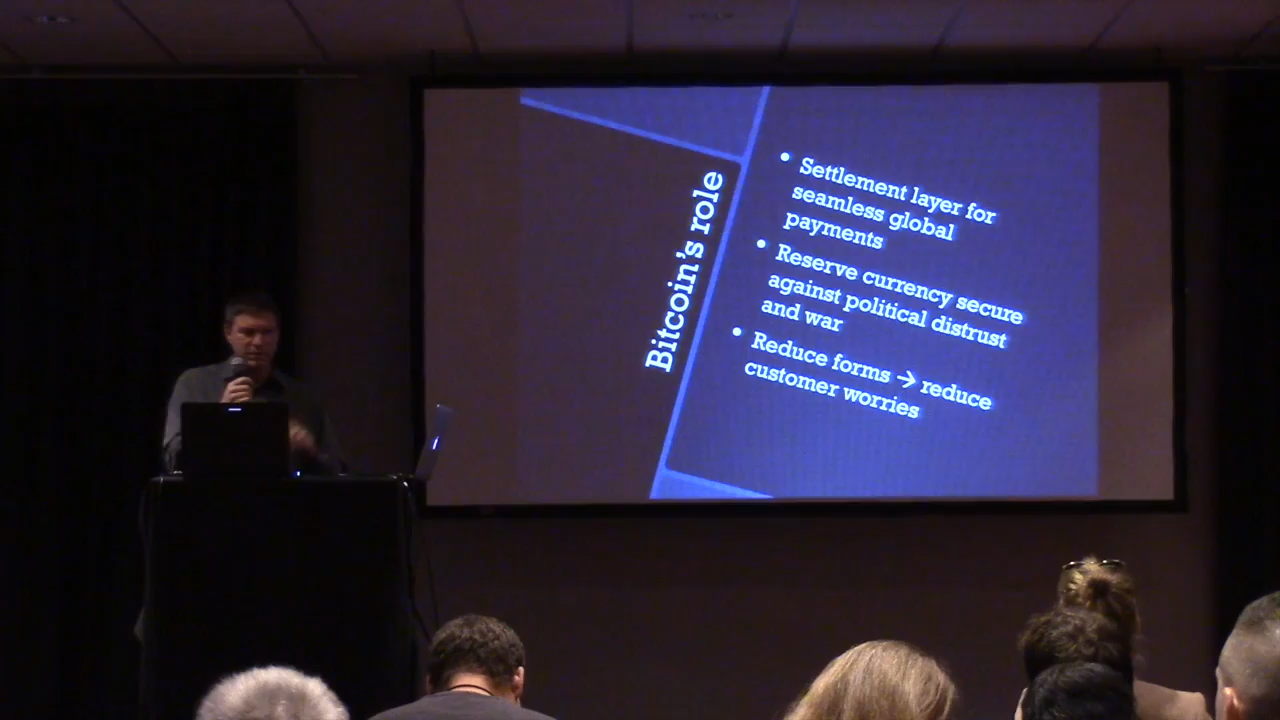 Bitcoin's role
• Settlement layer for
seamless global
payments
• Reserve currency secure
against political distrust
and war
• Reduce forms → reduce
customer worries